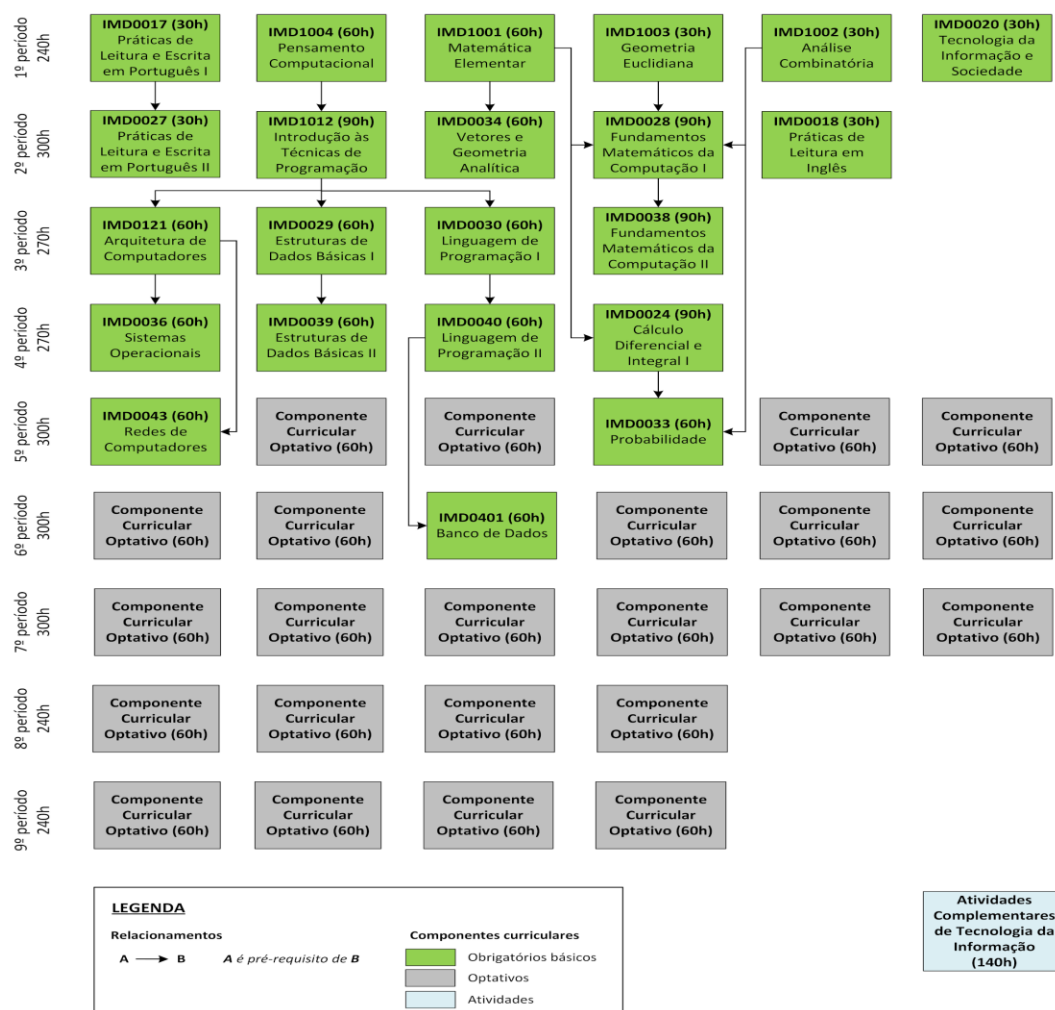 1º período
240h
IMD0017 (30h)
Práticas de
Leitura e Escrita
em Português I
IMD1004 (60h)
Pensamento
Computacional
IMD1001 (60h)
Matemática
Elementar
IMD1003 (30h)
Geometria
Euclidiana
IMD1002 (30h)
Análise
Combinatória
IMD0020 (30h)
Tecnologia da
Informação e
Sociedade
2º período
300h
IMD0027 (30h)
Práticas de
Leitura e Escrita
em Português II
IMD1012 (90h)
Introdução às
Técnicas de
Programação
IMD0034 (60h)
Vetores e
Geometria
Analítica
IMD0028 (90h)
Fundamentos
Matemáticos da
Computação I
IMD0018 (30h)
Práticas de
Leitura em
Inglês
3º período
270h
IMD0121 (60h)
Arquitetura de
Computadores
IMD0029 (60h)
Estruturas de
Dados Básicas I
IMD0030 (60h)
Linguagem de
Programação I
IMD0038 (90h)
Fundamentos
Matemáticos da
Computação II
4º período
270h
IMD0036 (60h)
Sistemas
Operacionais
IMD0039 (60h)
Estruturas de
Dados Básicas II
IMD0040 (60h)
Linguagem de
Programação II
IMD0024 (90h)
Cálculo
Diferencial e
Integral I
5º período
300h
IMD0043 (60h)
Redes de
Computadores
Componente
Curricular
Optativo (60h)
Componente
Curricular
Optativo (60h)
IMD0033 (60h)
Probabilidade
Componente
Curricular
Optativo (60h)
Componente
Curricular
Optativo (60h)
6º período
300h
Componente
Curricular
Optativo (60h)
Componente
Curricular
Optativo (60h)
IMD0401 (60h)
Banco de Dados
Componente
Curricular
Optativo (60h)
Componente
Curricular
Optativo (60h)
Componente
Curricular
Optativo (60h)
7º período
300h
Componente
Curricular
Optativo (60h)
Componente
Curricular
Optativo (60h)
Componente
Curricular
Optativo (60h)
Componente
Curricular
Optativo (60h)
Componente
Curricular
Optativo (60h)
Componente
Curricular
Optativo (60h)
8º período
240h
Componente
Curricular
Optativo (60h)
Componente
Curricular
Optativo (60h)
Componente
Curricular
Optativo (60h)
Componente
Curricular
Optativo (60h)
9º período
240h
Componente
Curricular
Optativo (60h)
Componente
Curricular
Optativo (60h)
Componente
Curricular
Optativo (60h)
Componente
Curricular
Optativo (60h)
LEGENDA
Relacionamentos
A B A é pré-requisito de B
Componentes curriculares
Obrigatórios básicos
Optativos
Atividades
Atividades
Complementares
de Tecnologia da
Informação
(140h)